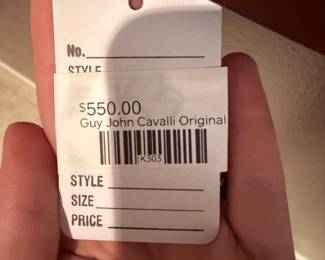 No.
STYLE
$550.00
Guy John Cavalli Original
K303
STYLE
SIZE
PRICE